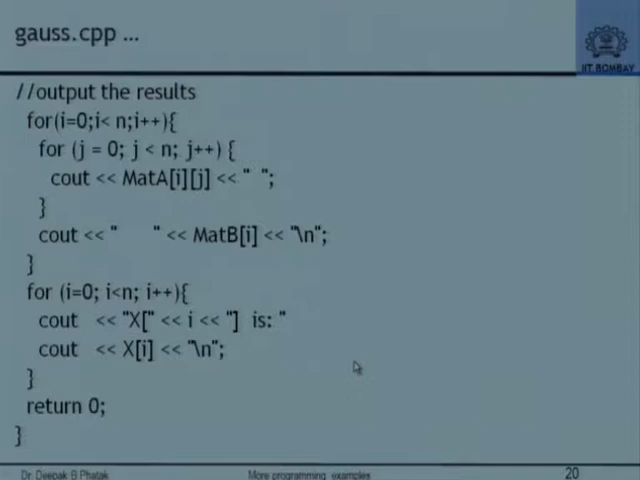 gauss.cpp ...
IIT BOMBAY
//output the results
for(i=0;i< n;i++){
for (j = 0; j < n; j++) {
cout << MatA[i][j] << " ";
}
cout << "      " << MatB[i] << "\n";
}
for (i=0; i<n; i++){
cout   << "X[" << i << "]  is: "
cout   << X[i] << "\n";
}
return 0;
}
Dr. Deepak B Phatak
More programming examples
20